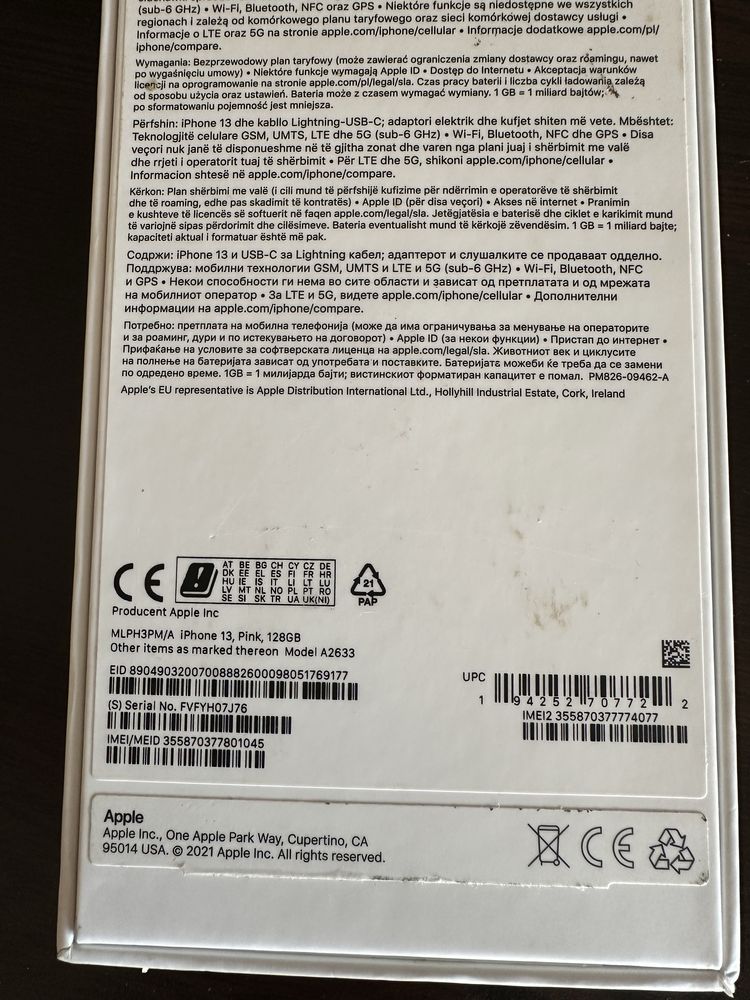 (sub-6 GHz) • Wi-Fi, Bluetooth, NFC oraz GPS • Niektóre funkcje są niedostępne we wszystkich
regionach i zależą od komórkowego planu taryfowego oraz sieci komórkowej dostawcy usługi •
Informacje o LTE oraz 5G na stronie apple.com/iphone/cellular • Informacje dodatkowe apple.com/pl/
iphone/compare.
Wymagania: Bezprzewodowy plan taryfowy (może zawierać ograniczenia zmiany dostawcy oraz roamingu, nawet
po wygaśnięciu umowy) • Niektóre funkcje wymagają Apple ID • Dostęp do Internetu • Akceptacja warunków
licencji na oprogramowanie na stronie apple.com/pl/legal/sla. Czas pracy baterii i liczba cykli ładowania zależą
od sposobu użycia oraz ustawień. Bateria może z czasem wymagać wymiany. 1 GB = 1 miliard bajtów;
po sformatowaniu pojemność jest mniejsza.
Përfshin: iPhone 13 dhe kabllo Lightning-USB-C; adaptori elektrik dhe kufjet shiten më vete. Mbështet:
Teknologjitë celulare GSM, UMTS, LTE dhe 5G (sub-6 GHz) • Wi-Fi, Bluetooth, NFC dhe GPS • Disa
veçori nuk janë të disponueshme në të gjitha zonat dhe varen nga plani juaj i shërbimit me valë
dhe rrjeti i operatorit tuaj të shërbimit • Për LTE dhe 5G, shikoni apple.com/iphone/cellular •
Informacion shtesë në apple.com/iphone/compare.
Kërkon: Plan shërbimi me valë (i cili mund të përfshijë kufizime për ndërrimin e operatorëve të shërbimit
dhe të roaming, edhe pas skadimit të kontratës) • Apple ID (për disa veçori) • Akses në internet • Pranimin
e kushteve të licencës së softuerit në faqen apple.com/legal/sla. Jetëgjatësia e baterisë dhe ciklet e karikimit mund
të variojnë sipas përdorimit dhe cilësimeve. Bateria eventualisht mund të kërkojë zëvendësim. 1 GB = 1 miliard bajte;
kapaciteti aktual i formatuar është më pak.
Содржи: iPhone 13 и USB-C за Lightning кабел; адаптерот и слушалките се продаваат одделно.
Поддржува: мобилни технологии GSM, UMTS и LTE и 5G (sub-6 GHz) • Wi-Fi, Bluetooth, NFC
и GPS • Некои способности ги нема во сите области и зависат од претплатата и од мрежата
на мобилниот оператор • За LTE и 5G, видете apple.com/iphone/cellular • Дополнителни
информации на apple.com/iphone/compare.
Потребно: претплата на мобилна телефонија (може да има ограничувања за менување на операторите
и за роаминг, дури и по истекувањето на договорот) • Apple ID (за некои функции) • Пристап до интернет •
Прифаќање на условите за софтверската лиценца на apple.com/legal/sla. Животниот век и циклусите
на полнење на батеријата зависат од употребата и поставките. Батеријата можеби ќе треба да се замени
по одредено време. 1GB = 1 милијарда бајти; вистинскиот форматиран капацитет е помал. PM826-09462-A
Apple's EU representative is Apple Distribution International Ltd., Hollyhill Industrial Estate, Cork, Ireland
CE
AT BE BG CH CY CZ DE
DK EE EL ES FI FR HR
HU IE IS IT LI LT LU
LV MT NL NO PL PT RO
SE SI SK TR UA UK(NI)
21
PAP
Producent Apple Inc
MLPH3PM/A iPhone 13, Pink, 128GB
Other items as marked thereon Model A2633
EID 89049032007008882600098051769177
(S) Serial No. FVFYH07J76
IMEI/MEID 355870377801045
UPC
1 94252 70772 2
IMEI2 355870377774077
Apple
Apple Inc., One Apple Park Way, Cupertino, CA
95014 USA. © 2021 Apple Inc. All rights reserved.
CE